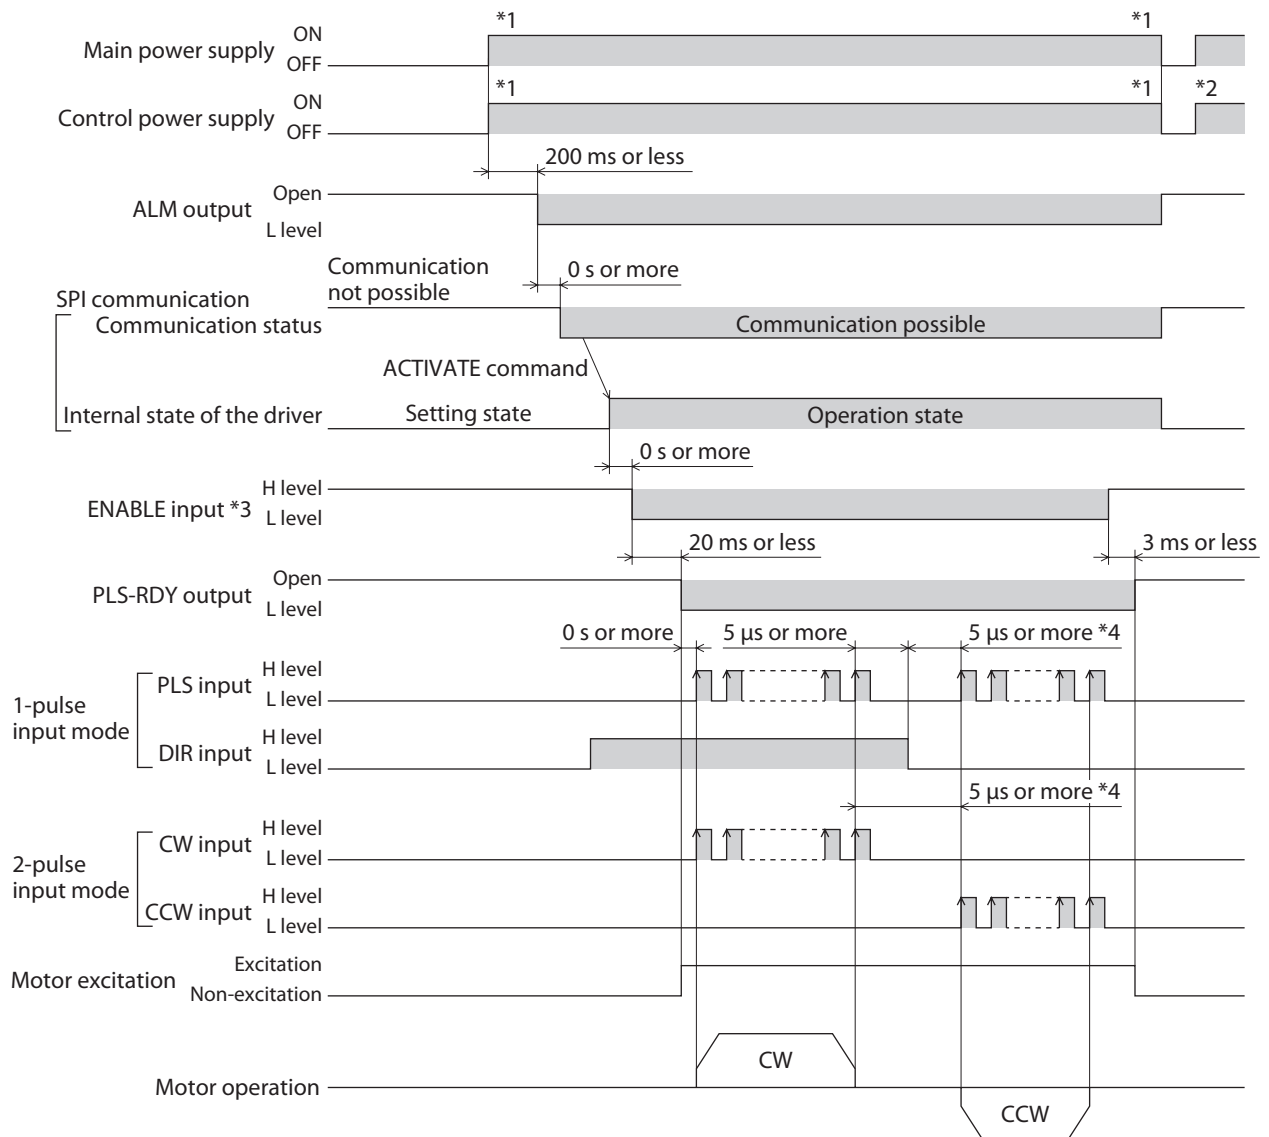 *1 *1
Main power supply ON
OFF
*1 *1 *2
Control power supply ON
OFF
200 ms or less
ALM output Open
L level
Communication
not possible
0 s or more
SPI communication
Communication status
Communication possible
ACTIVATE command
Internal state of the driver Setting state Operation state
0 s or more
ENABLE input *3 H level
L level
20 ms or less 3 ms or less
PLS-RDY output Open
L level
0 s or more 5 µs or more 5 µs or more *4
1-pulse
input mode
PLS input H level
L level
DIR input H level
L level
5 µs or more *4
2-pulse
input mode
CW input H level
L level
CCW input H level
L level
Motor excitation Excitation
Non-excitation
CW
Motor operation
CCW